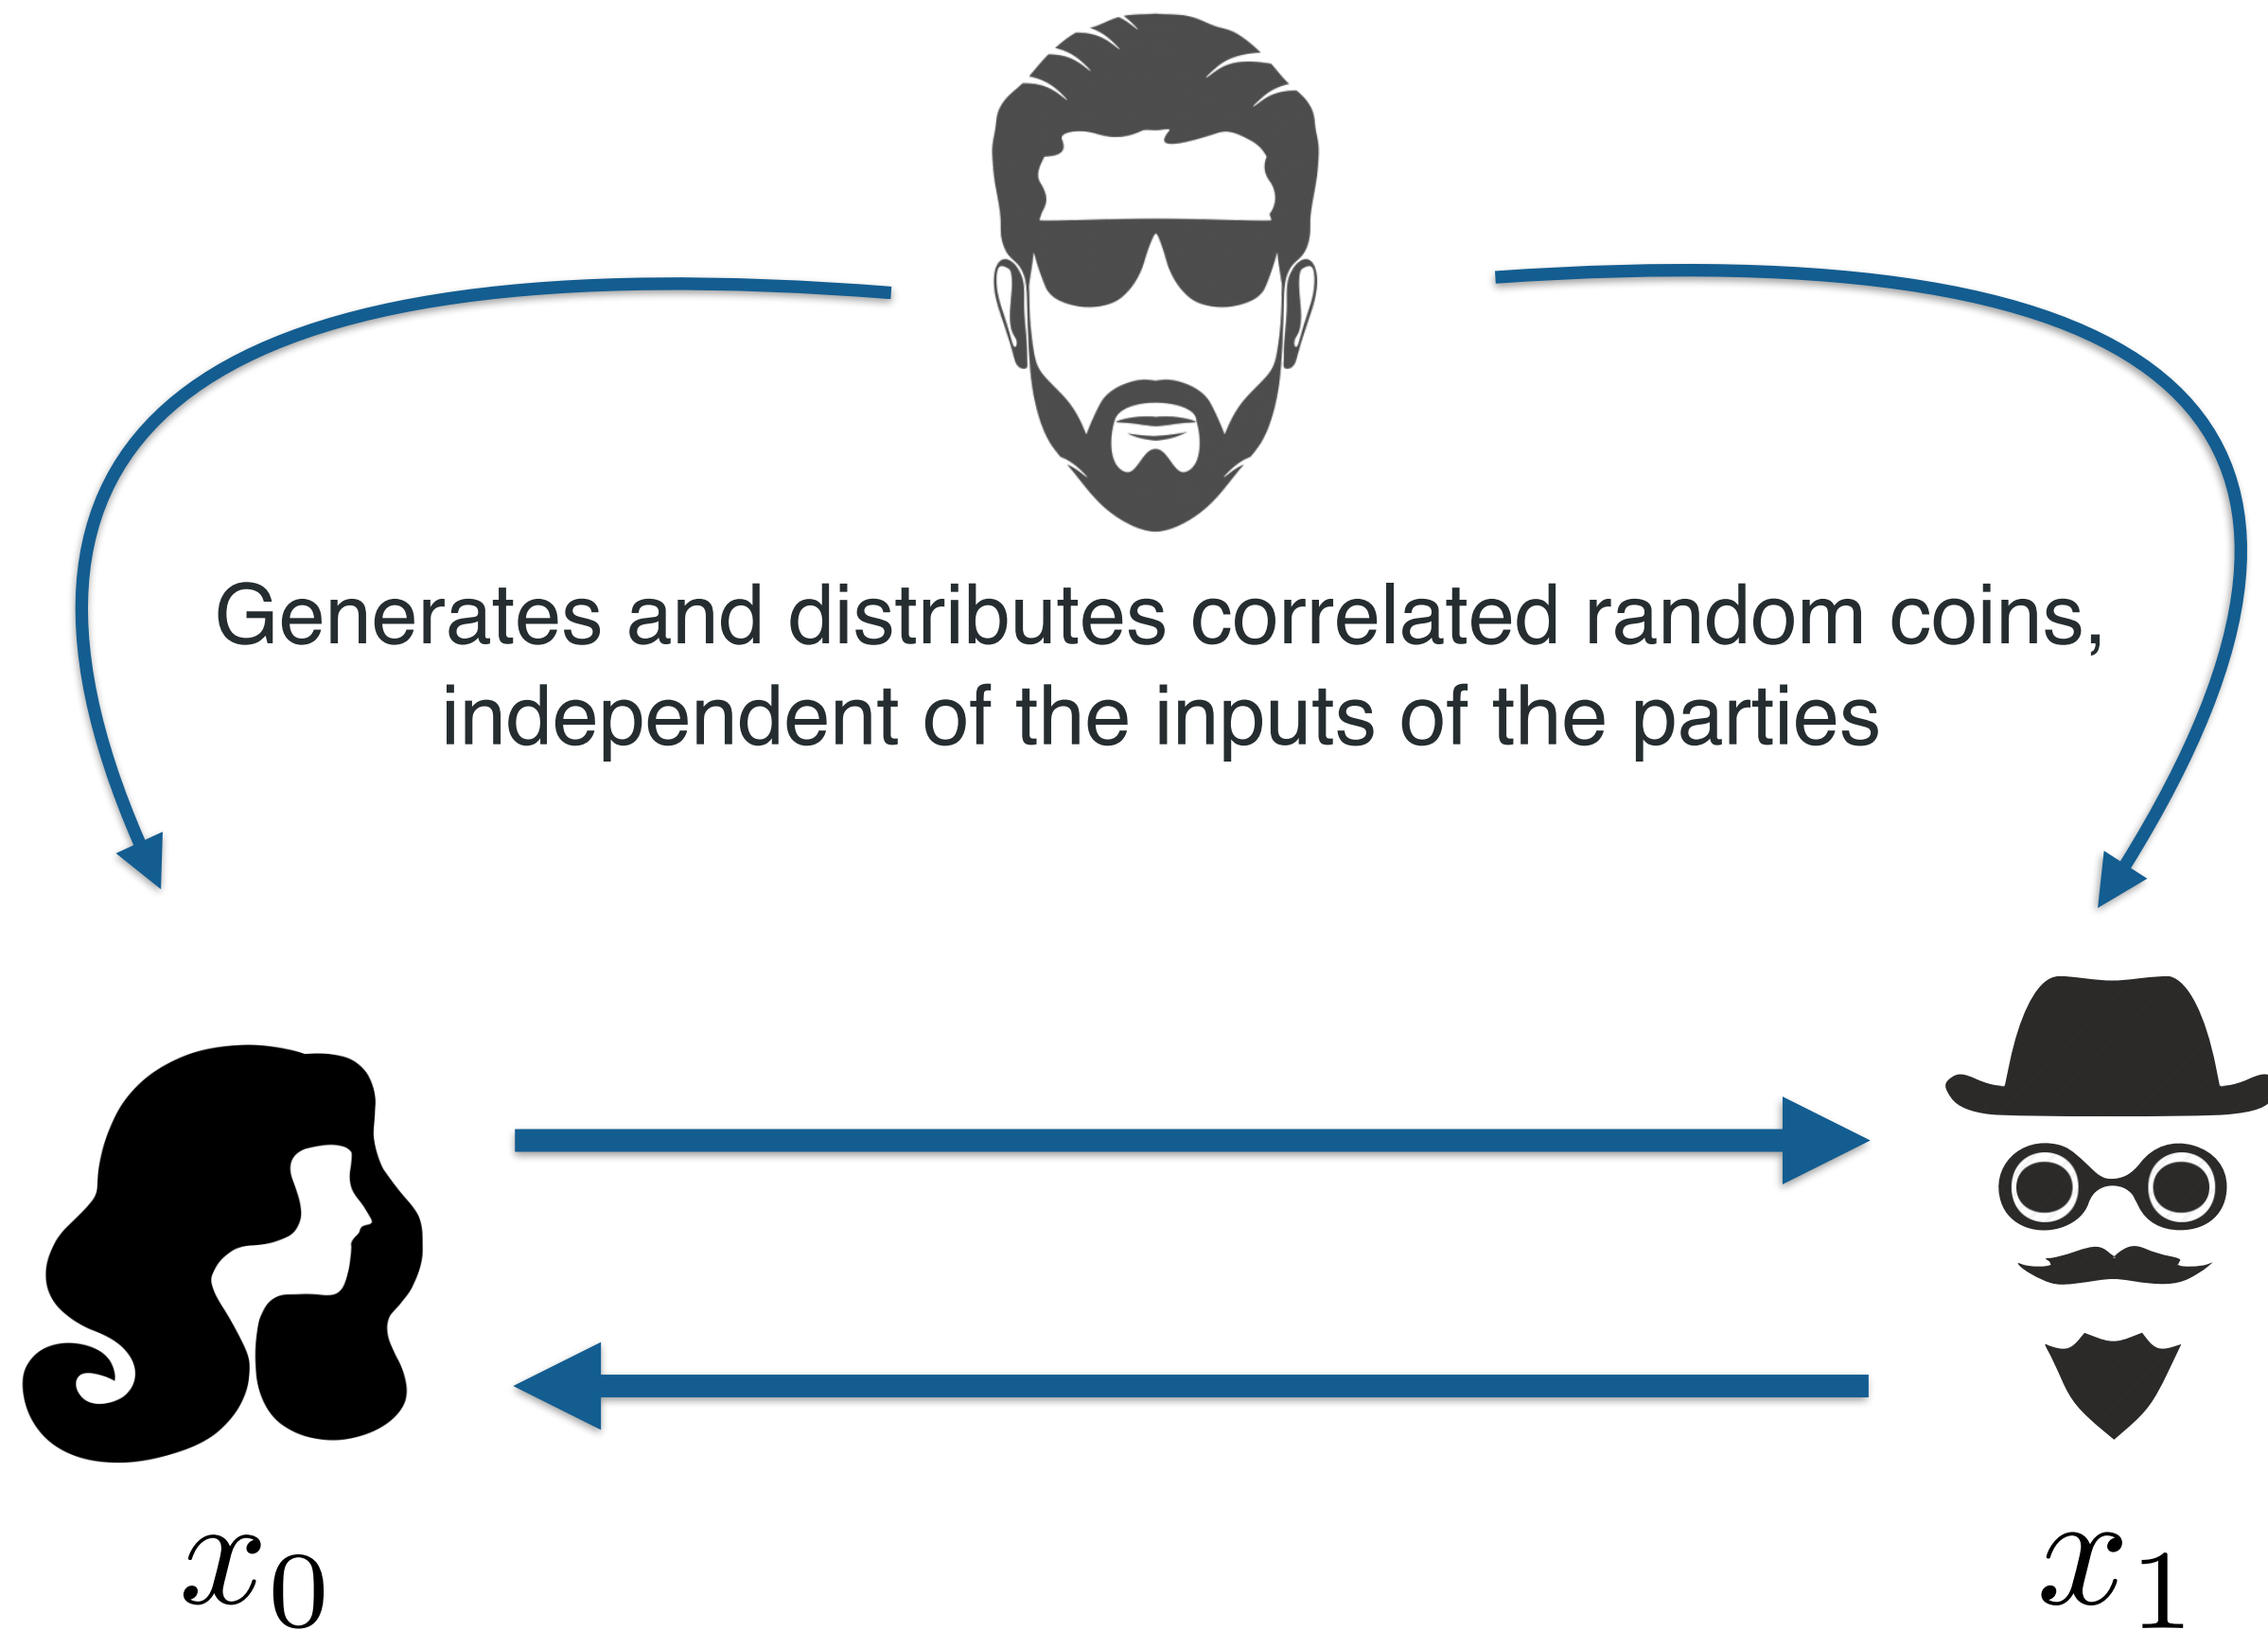 Generates and distributes correlated random coins,
independent of the inputs of the parties
x₀ x₁